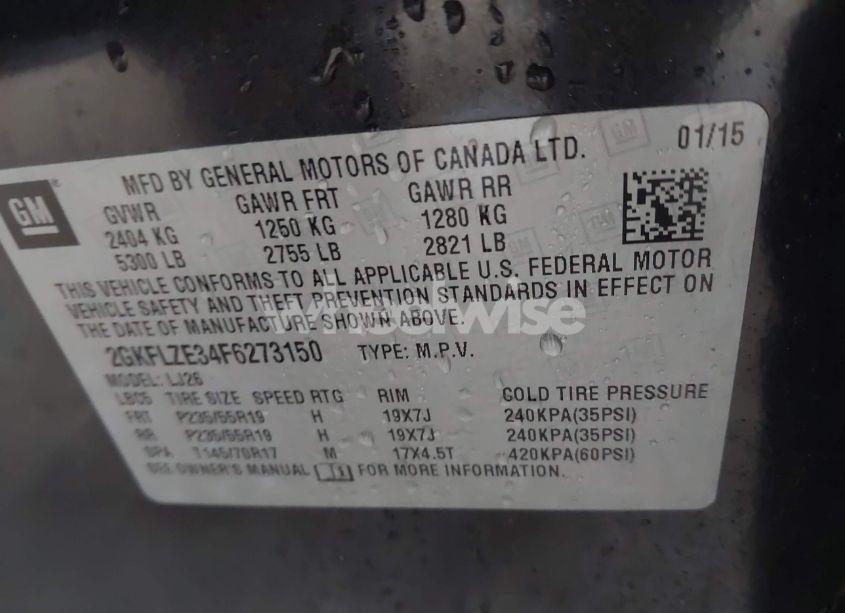 GM
MFD BY GENERAL MOTORS OF CANADA LTD. 01/15
GVWR GAWR FRT GAWR RR
2404 KG 1250 KG 1280 KG
5300 LB 2755 LB 2821 LB
THIS VEHICLE CONFORMS TO ALL APPLICABLE U.S. FEDERAL MOTOR
VEHICLE SAFETY AND THEFT PREVENTION STANDARDS IN EFFECT ON
THE DATE OF MANUFACTURE SHOWN ABOVE.
wheelwise
2GKFLZE34F6273150 TYPE: M.P.V.
MODEL: LJ26
TIRE SIZE SPEED RTG RIM COLD TIRE PRESSURE
FRT P235/55R19 H 19X7J 240KPA(35PSI)
RR P235/55R19 H 19X7J 240KPA(35PSI)
SPA T145/70R17 M 17X4.5T 420KPA(60PSI)
SEE OWNER'S MANUAL FOR MORE INFORMATION.